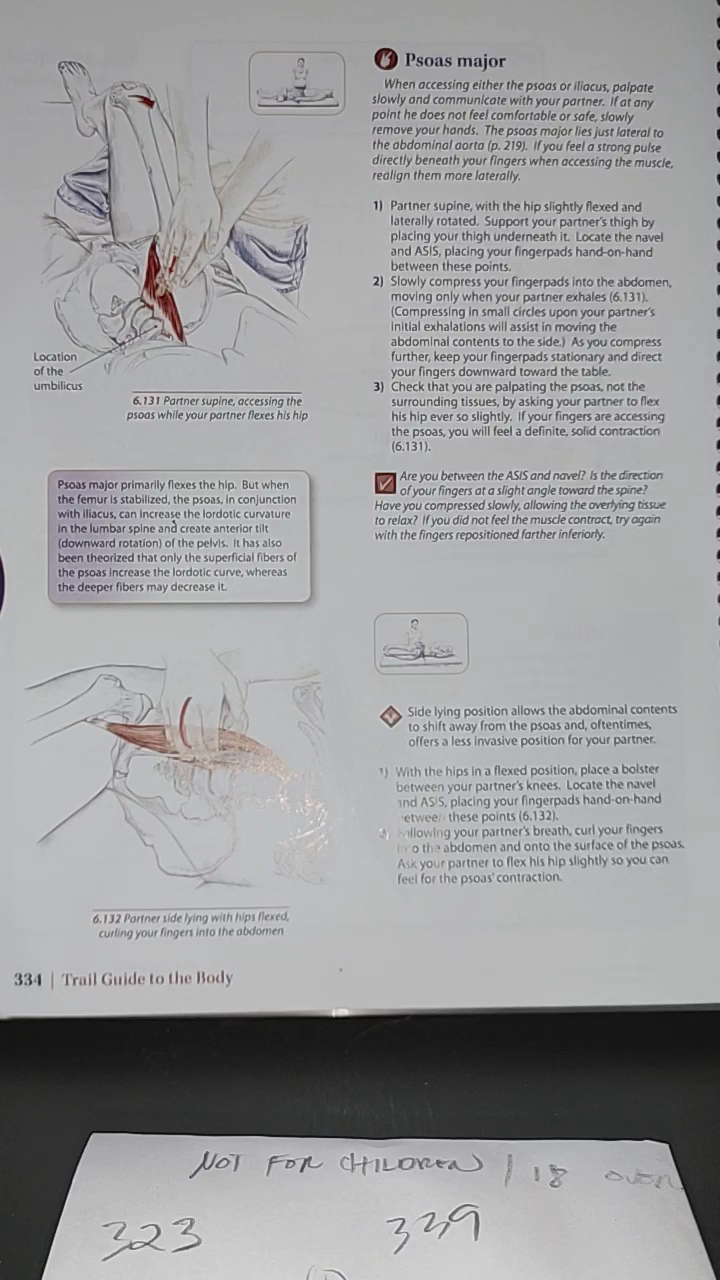 Psoas major
When accessing either the psoas or iliacus, palpate
slowly and communicate with your partner. If at any
point he does not feel comfortable or safe, slowly
remove your hands. The psoas major lies just lateral to
the abdominal aorta (p. 219). If you feel a strong pulse
directly beneath your fingers when accessing the muscle,
realign them more laterally.
1) Partner supine, with the hip slightly flexed and
laterally rotated. Support your partner's thigh by
placing your thigh underneath it. Locate the navel
and ASIS, placing your fingerpads hand-on-hand
between these points.
2) Slowly compress your fingerpads into the abdomen,
moving only when your partner exhales (6.131).
(Compressing in small circles upon your partner's
initial exhalations will assist in moving the
abdominal contents to the side.) As you compress
further, keep your fingerpads stationary and direct
your fingers downward toward the table.
3) Check that you are palpating the psoas, not the
surrounding tissues, by asking your partner to flex
his hip ever so slightly. If your fingers are accessing
the psoas, you will feel a definite, solid contraction
(6.131).
Are you between the ASIS and navel? Is the direction
of your fingers at a slight angle toward the spine?
Have you compressed slowly, allowing the overlying tissue
to relax? If you did not feel the muscle contract, try again
with the fingers repositioned farther inferiorly.
Location
of the
umbilicus
6.131 Partner supine, accessing the
psoas while your partner flexes his hip
Psoas major primarily flexes the hip. But when
the femur is stabilized, the psoas, in conjunction
with iliacus, can increase the lordotic curvature
in the lumbar spine and create anterior tilt
(downward rotation) of the pelvis. It has also
been theorized that only the superficial fibers of
the psoas increase the lordotic curve, whereas
the deeper fibers may decrease it.
Side lying position allows the abdominal contents
to shift away from the psoas and, oftentimes,
offers a less invasive position for your partner.
1) With the hips in a flexed position, place a bolster
between your partner's knees. Locate the navel
and ASIS, placing your fingerpads hand-on-hand
between these points (6.132).
following your partner's breath, curl your fingers
into the abdomen and onto the surface of the psoas.
Ask your partner to flex his hip slightly so you can
feel for the psoas' contraction.
6.132 Partner side lying with hips flexed,
curling your fingers into the abdomen
334 | Trail Guide to the Body
NOT FOR CHILDREN / 18 over
323 339